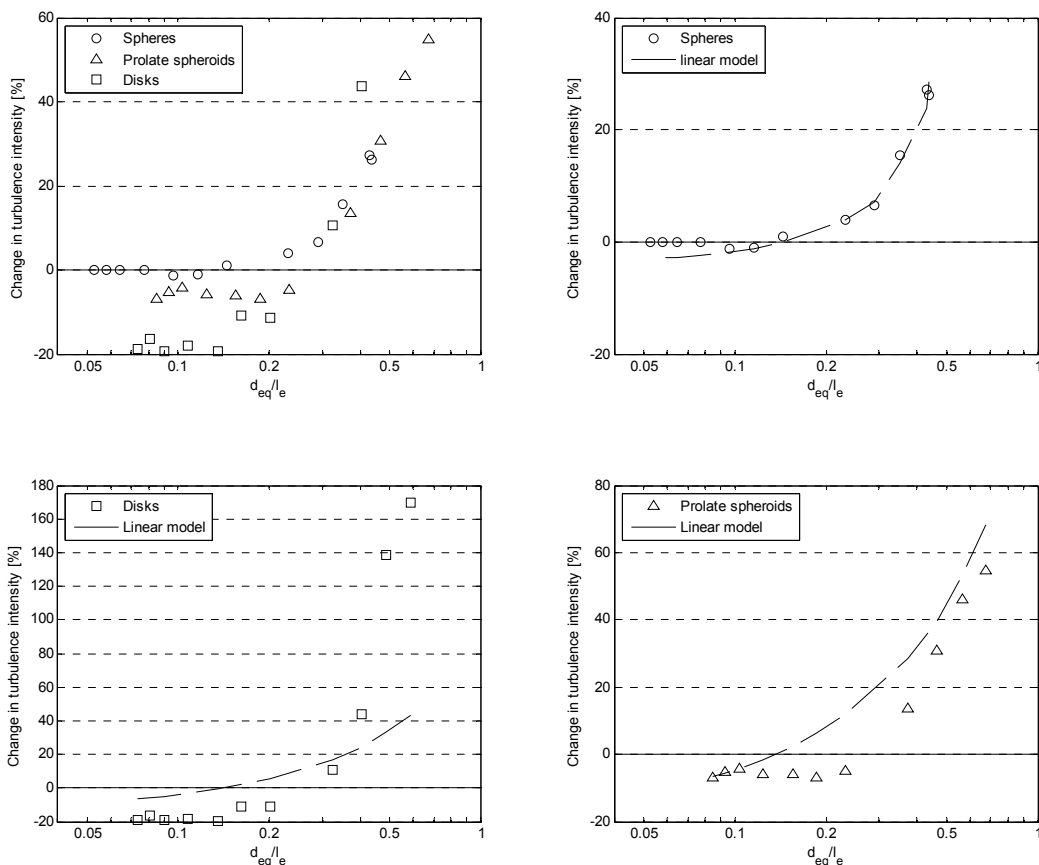 60
40
20
0
-20
Change in turbulence intensity [%]
Spheres
Prolate spheroids
Disks
0.05
0.1
0.2
0.5
1
d_eq/l_e
40
20
0
-20
Change in turbulence intensity [%]
Spheres
linear model
0.05
0.1
0.2
0.5
1
d_eq/l_e
180
160
140
120
100
80
60
40
20
0
-20
Change in turbulence intensity [%]
Disks
Linear model
0.05
0.1
0.2
0.5
1
d_eq/l_e
80
60
40
20
0
-20
Change in turbulence intensity [%]
Prolate spheroids
Linear model
0.05
0.1
0.2
0.5
1
d_eq/l_e